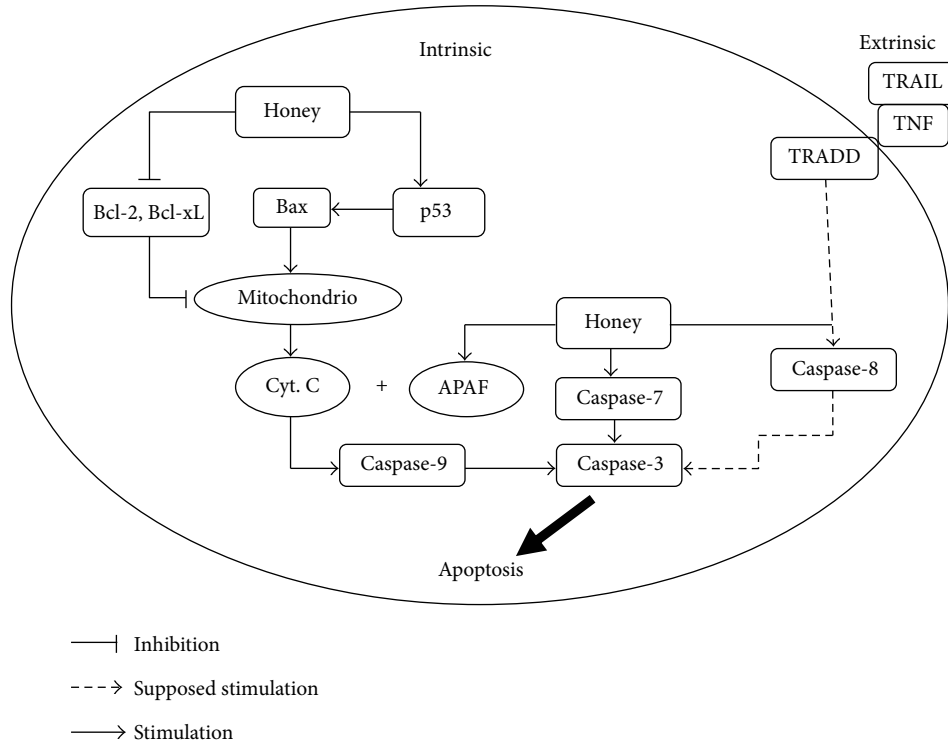 Intrinsic
Extrinsic
TRAIL
TNF
TRADD
Honey
Bcl-2, Bcl-xL
Bax
p53
Mitochondrio
Honey
Caspase-8
Cyt. C
+
APAF
Caspase-7
Caspase-9
Caspase-3
Apoptosis
Inhibition
Supposed stimulation
Stimulation